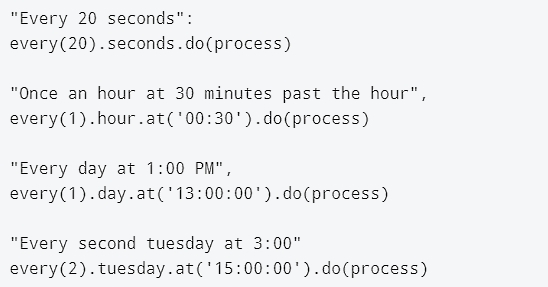 "Every 20 seconds":
every(20).seconds.do(process)
"Once an hour at 30 minutes past the hour",
every(1).hour.at('00:30').do(process)
"Every day at 1:00 PM",
every(1).day.at('13:00:00').do(process)
"Every second tuesday at 3:00"
every(2).tuesday.at('15:00:00').do(process)